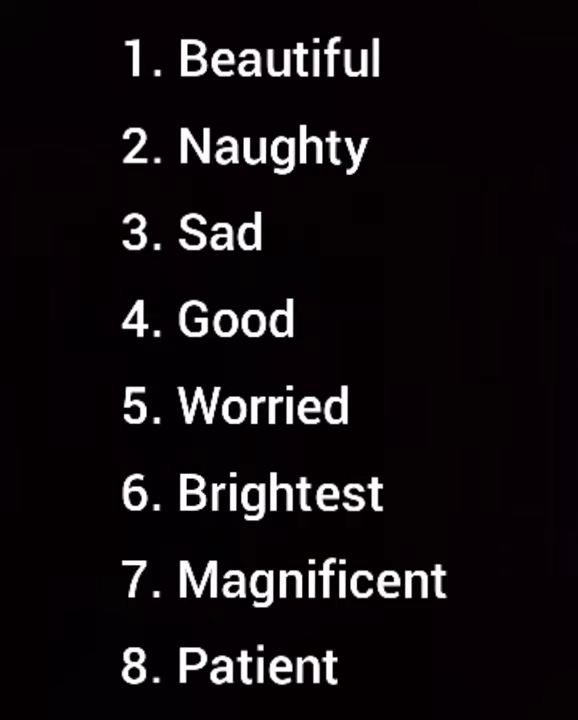 1. Beautiful
2. Naughty
3. Sad
4. Good
5. Worried
6. Brightest
7. Magnificent
8. Patient